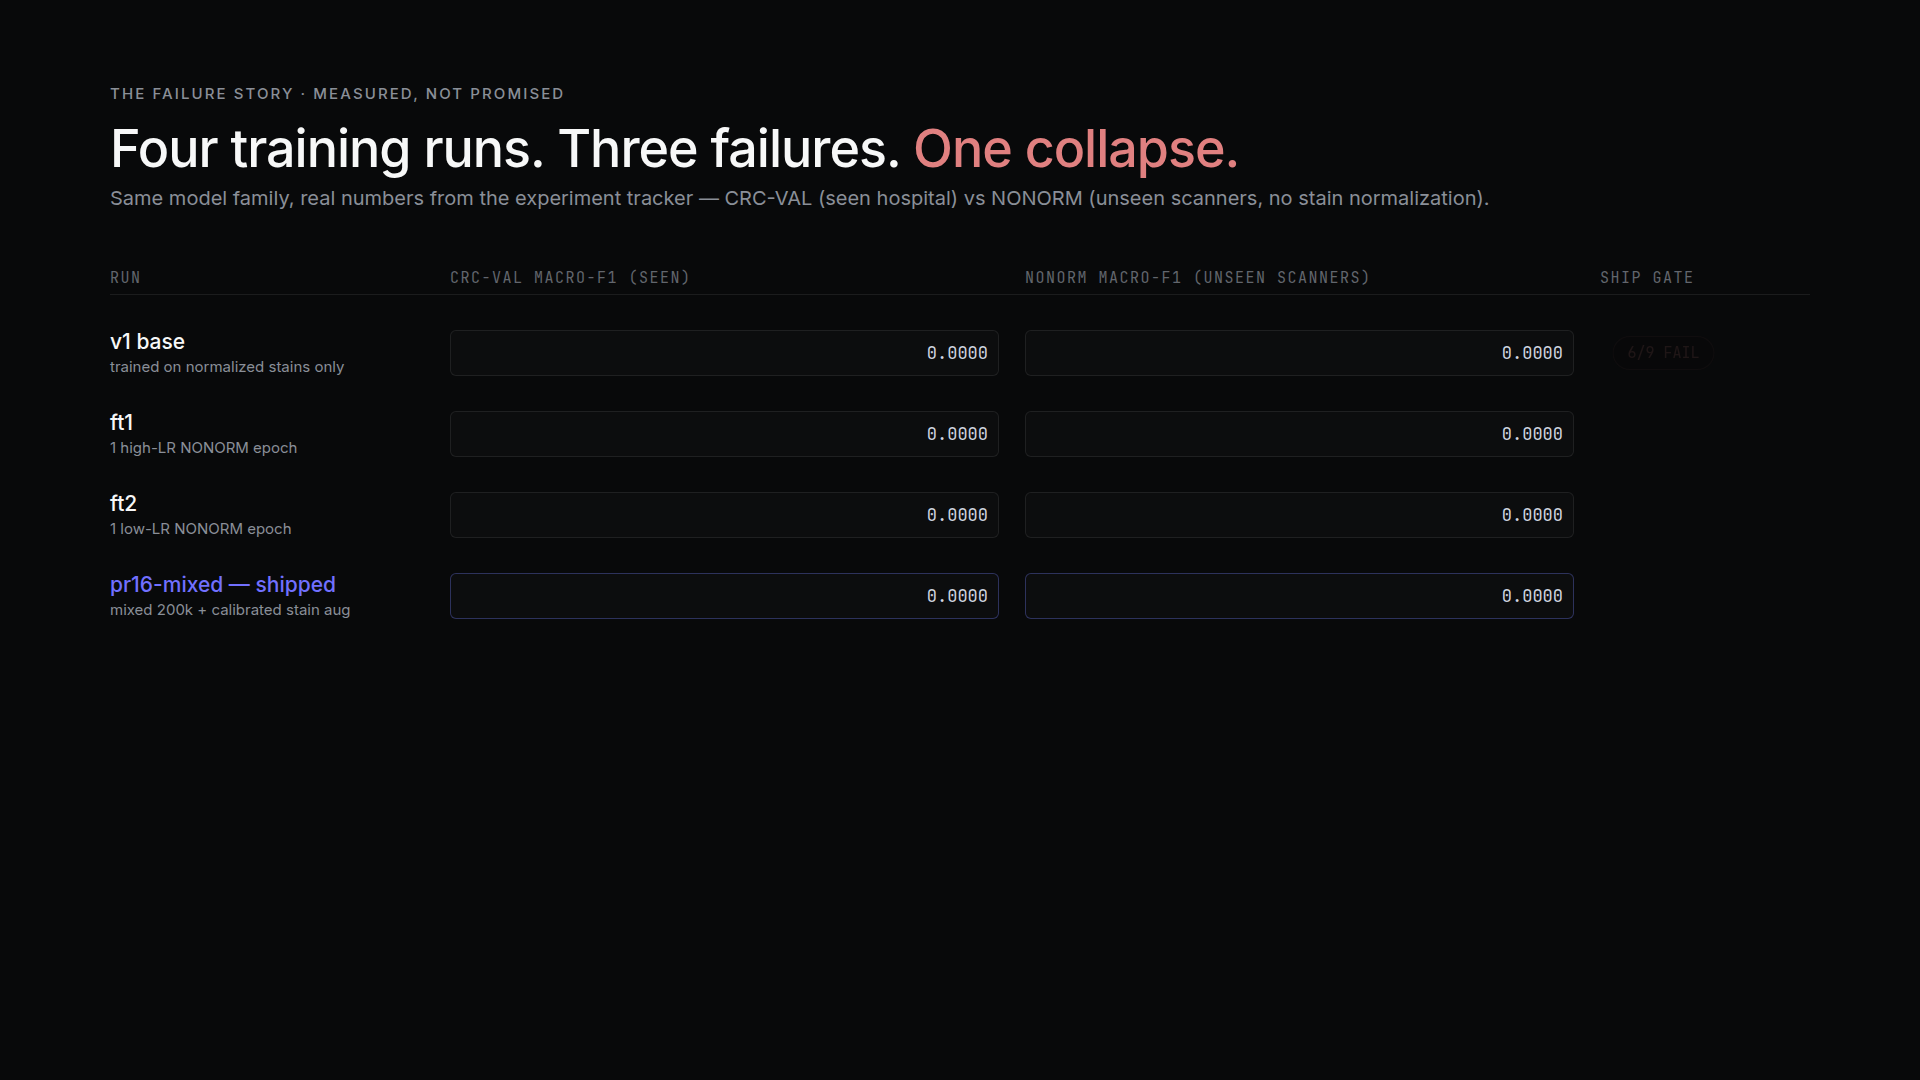 THE FAILURE STORY · MEASURED, NOT PROMISED
Four training runs. Three failures. One collapse.
Same model family, real numbers from the experiment tracker — CRC-VAL (seen hospital) vs NONORM (unseen scanners, no stain normalization).
RUN CRC-VAL MACRO-F1 (SEEN) NONORM MACRO-F1 (UNSEEN SCANNERS) SHIP GATE
v1 base
trained on normalized stains only
0.0000 0.0000 6/9 FAIL
ft1
1 high-LR NONORM epoch
0.0000 0.0000
ft2
1 low-LR NONORM epoch
0.0000 0.0000
pr16-mixed — shipped
mixed 200k + calibrated stain aug
0.0000 0.0000